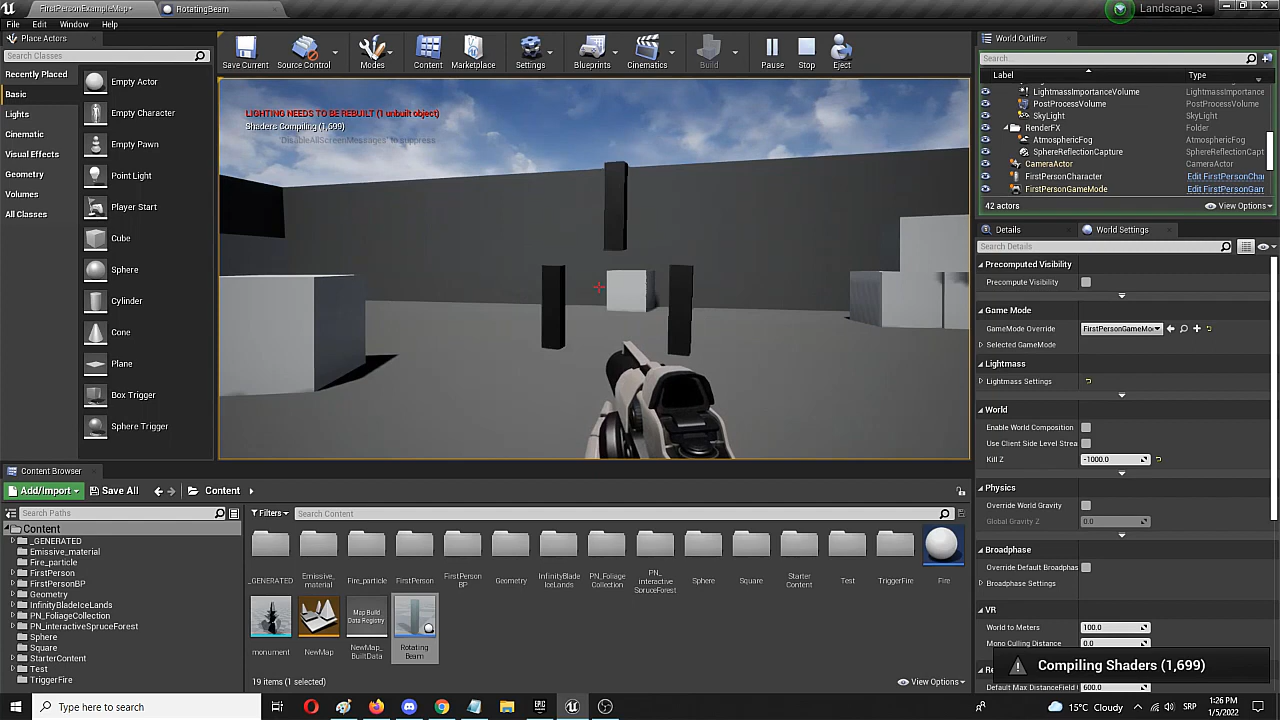 FirstPersonExampleMap*
RotatingBeam
Landscape_3
File
Edit
Window
Help
Place Actors
Search Classes
Recently Placed
Basic
Lights
Cinematic
Visual Effects
Geometry
Volumes
All Classes
Empty Actor
Empty Character
Empty Pawn
Point Light
Player Start
Cube
Sphere
Cylinder
Cone
Plane
Box Trigger
Sphere Trigger
Save Current
Source Control
Modes
Content
Marketplace
Settings
Blueprints
Build
Cinematics
Pause
Stop
Eject
LIGHTING NEEDS TO BE REBUILT (1 unbuilt object)
Shaders Compiling (1,699)
'DisableAllScreenMessages' to suppress
World Outliner
Search...
Label
Type
LightmassImportanceVolume
LightmassImportanceV
PostProcessVolume
PostProcessVolume
SkyLight
SkyLight
RenderFX
Folder
AtmosphericFog
AtmosphericFog
SphereReflectionCapture
SphereReflectionCapt
CameraActor
CameraActor
FirstPersonCharacter
Edit FirstPersonCha
FirstPersonGameMode
Edit FirstPersonGam
42 actors
View Options
Details
World Settings
Search Details
Precomputed Visibility
Precompute Visibility
Game Mode
GameMode Override
FirstPersonGameMo
Selected GameMode
Lightmass
Lightmass Settings
World
Enable World Composition
Use Client Side Level Strea
Kill Z
-1000.0
Physics
Override World Gravity
Global Gravity Z
0.0
Broadphase
Override Default Broadphas
Broadphase Settings
VR
World to Meters
100.0
Mono Culling Distance
0.0
Re
Default Max DistanceField
600.0
Compiling Shaders (1,699)
Content Browser
Add/Import
Save All
Content
Filters
Search Paths
Search Content
Content
_GENERATED
Emissive_material
Fire_particle
FirstPerson
FirstPersonBP
Geometry
InfinityBladeIceLands
PN_FoliageCollection
PN_interactiveSpruceForest
Sphere
Square
StarterContent
Test
TriggerFire
_GENERATED
Emissive_
material
Fire_particle
FirstPerson
FirstPerson
BP
Geometry
InfinityBlade
IceLands
PN_Foliage
Collection
PN_
interactive
SpruceForest
Sphere
Square
Starter
Content
Test
TriggerFire
Fire
monument
NewMap
Map Build
Data Registry
NewMap_
BuiltData
Rotating
Beam
19 items (1 selected)
View Options
Type here to search
EPIC
15°C Cloudy
SRP
1:26 PM
1/5/2022